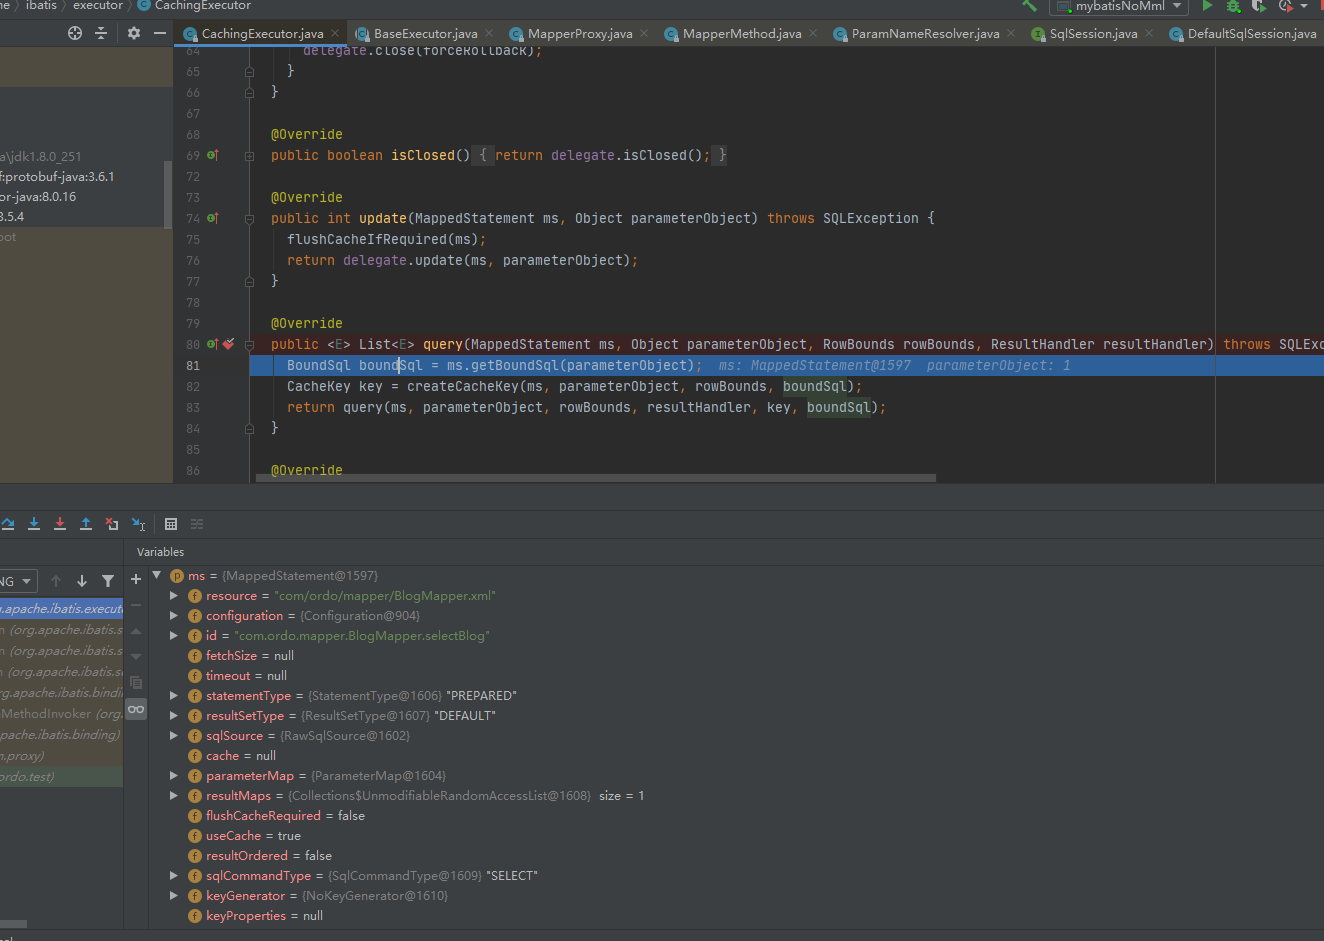 ne › ibatis › executor › CachingExecutor
mybatisNoMml
CachingExecutor.java
BaseExecutor.java
MapperProxy.java
MapperMethod.java
ParamNameResolver.java
SqlSession.java
DefaultSqlSession.java
a\jdk1.8.0_251
f:protobuf-java:3.6.1
or-java:8.0.16
3.5.4
oot
64 delegate.close(forceRollback);
65 }
66 }
67
68 @Override
69 public boolean isClosed() { return delegate.isClosed(); }
72
73 @Override
74 public int update(MappedStatement ms, Object parameterObject) throws SQLException {
75 flushCacheIfRequired(ms);
76 return delegate.update(ms, parameterObject);
77 }
78
79 @Override
80 public <E> List<E> query(MappedStatement ms, Object parameterObject, RowBounds rowBounds, ResultHandler resultHandler) throws SQLExc
81 BoundSql boundSql = ms.getBoundSql(parameterObject); ms: MappedStatement@1597 parameterObject: 1
82 CacheKey key = createCacheKey(ms, parameterObject, rowBounds, boundSql);
83 return query(ms, parameterObject, rowBounds, resultHandler, key, boundSql);
84 }
85
86 @Override
Variables
NG
g.apache.ibatis.execute
n (org.apache.ibatis.s
n (org.apache.ibatis.s
n (org.apache.ibatis.se
rg.apache.ibatis.bindi
MethodInvoker (org.
pache.ibatis.binding)
n.proxy)
ordo.test)
ms = {MappedStatement@1597}
resource = "com/ordo/mapper/BlogMapper.xml"
configuration = {Configuration@904}
id = "com.ordo.mapper.BlogMapper.selectBlog"
fetchSize = null
timeout = null
statementType = {StatementType@1606} "PREPARED"
resultSetType = {ResultSetType@1607} "DEFAULT"
sqlSource = {RawSqlSource@1602}
cache = null
parameterMap = {ParameterMap@1604}
resultMaps = {Collections$UnmodifiableRandomAccessList@1608} size = 1
flushCacheRequired = false
useCache = true
resultOrdered = false
sqlCommandType = {SqlCommandType@1609} "SELECT"
keyGenerator = {NoKeyGenerator@1610}
keyProperties = null